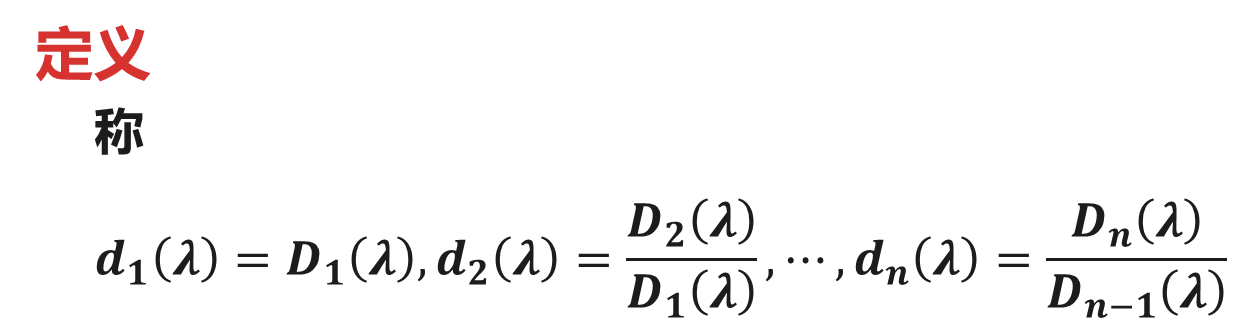 定义
称
d₁(λ) = D₁(λ), d₂(λ) = D₂(λ)/D₁(λ), ⋯, dₙ(λ) = Dₙ(λ)/Dₙ₋₁(λ)